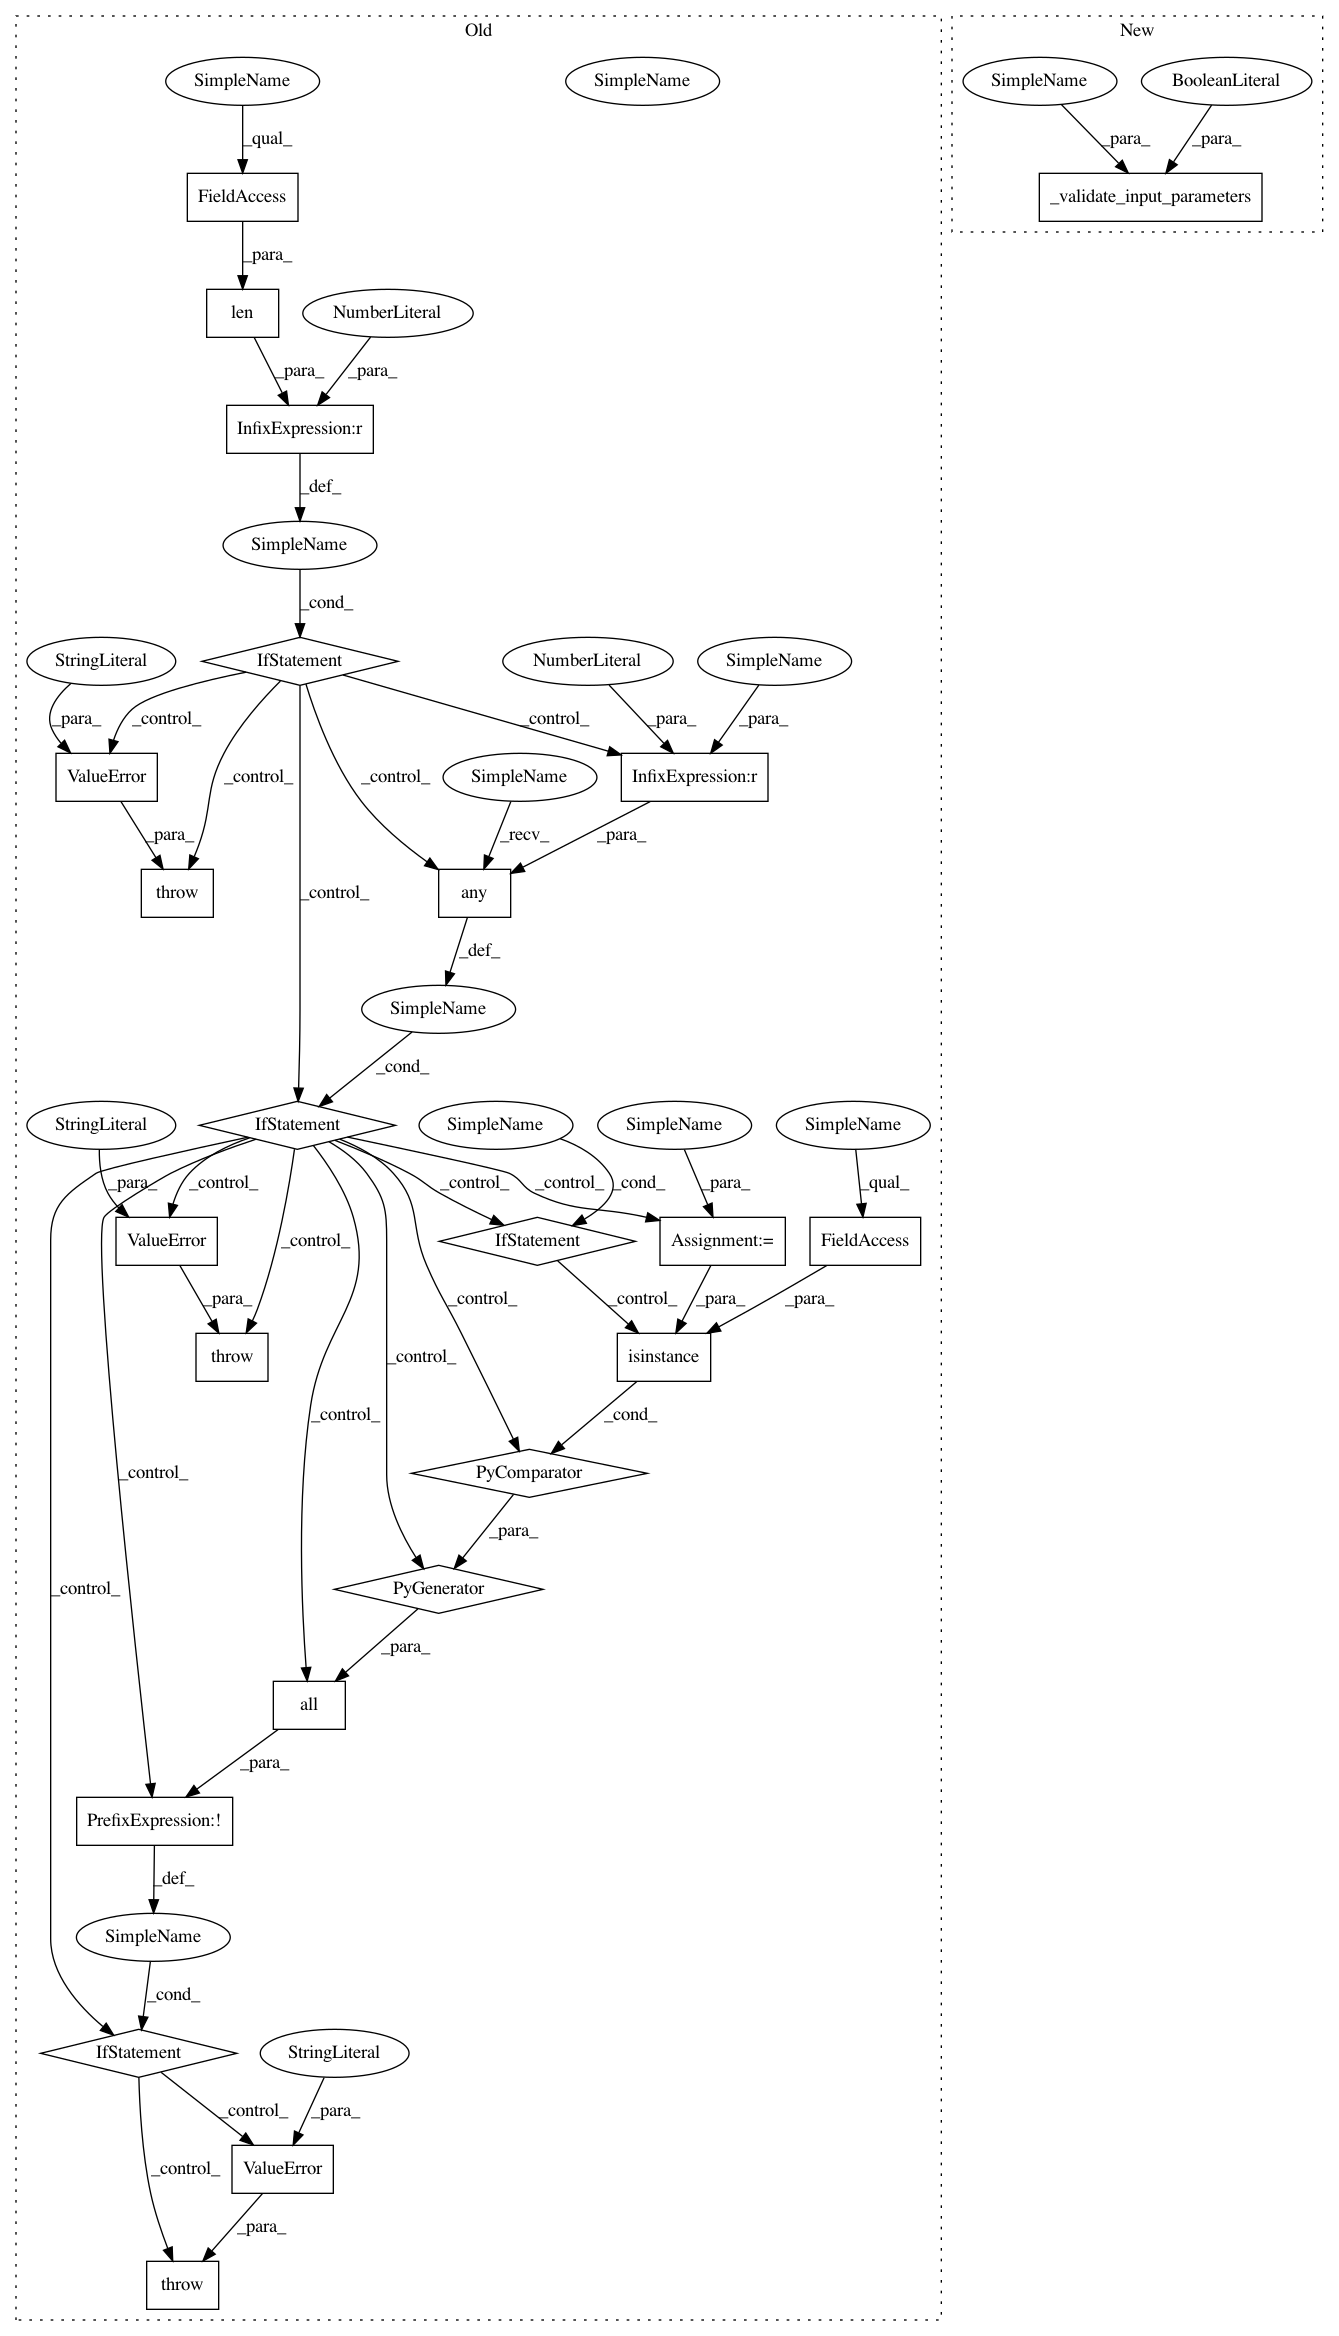 Old
New
SimpleName
SimpleName
SimpleName
BooleanLiteral
_qual_
_para_
_para_
FieldAccess
_validate_input_parameters
_para_
len
NumberLiteral
_para_
_para_
InfixExpression:r
_def_
SimpleName
_cond_
StringLiteral
IfStatement
NumberLiteral
SimpleName
_para_
_control_
_control_
_para_
_para_
ValueError
_control_
_control_
SimpleName
InfixExpression:r
_para_
_recv_
_para_
throw
_control_
any
_def_
SimpleName
_cond_
StringLiteral
IfStatement
SimpleName
SimpleName
SimpleName
_para_
_control_
_control_
_control_
_cond_
_para_
_qual_
ValueError
_control_
IfStatement
Assignment:=
FieldAccess
_para_
_control_
_control_
_para_
_para_
throw
_control_
isinstance
_control_
_cond_
_control_
PyComparator
_para_
_control_
PyGenerator
_para_
all
_para_
PrefixExpression:!
_def_
SimpleName
_cond_
IfStatement
StringLiteral
_control_
_para_
_control_
ValueError
_para_
throw